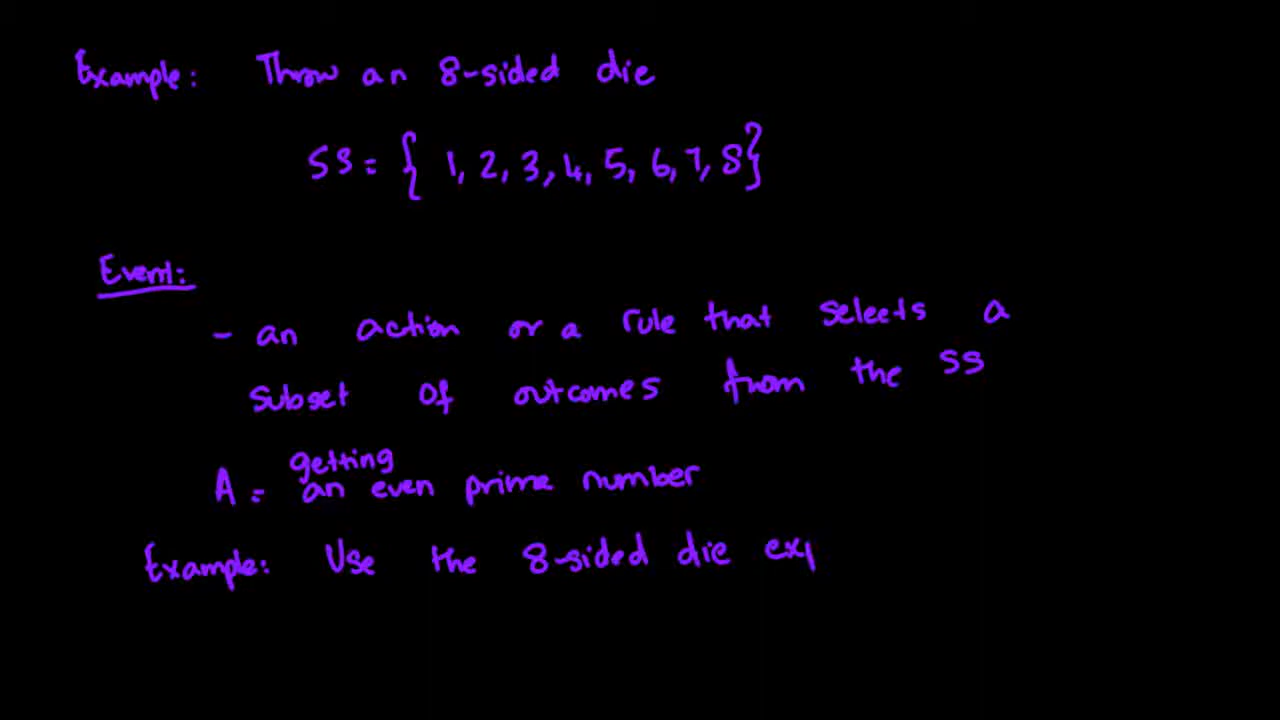 Example: Throw an 8-sided die
SS = { 1, 2, 3, 4, 5, 6, 7, 8}
Event:
- an action or a rule that selects a
subset of outcomes from the SS
getting
A = an even prime number
Example: Use the 8-sided die exp